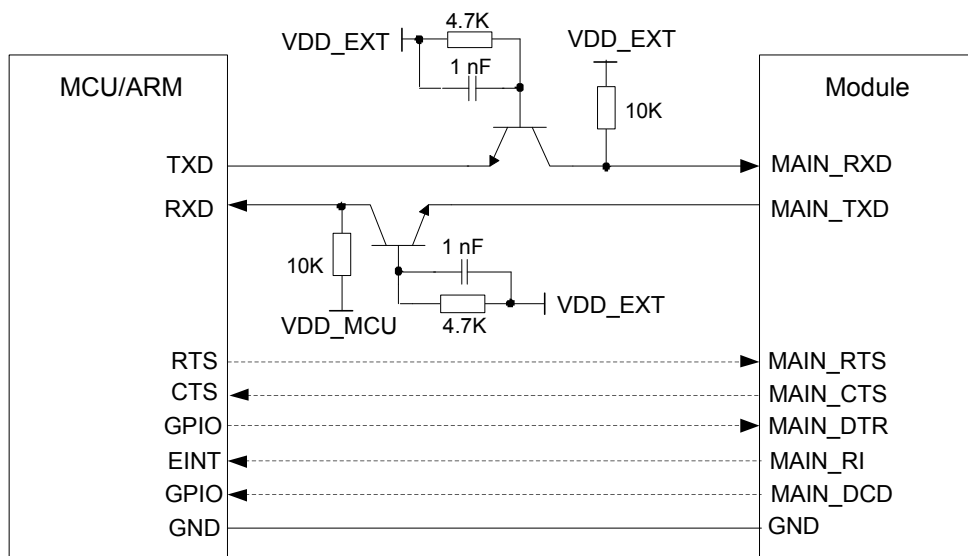 4.7K
VDD_EXT
VDD_EXT
1 nF
10K
MCU/ARM
Module
TXD
MAIN_RXD
RXD
MAIN_TXD
1 nF
10K
VDD_MCU
4.7K
VDD_EXT
RTS
MAIN_RTS
CTS
MAIN_CTS
GPIO
MAIN_DTR
EINT
MAIN_RI
GPIO
MAIN_DCD
GND
GND